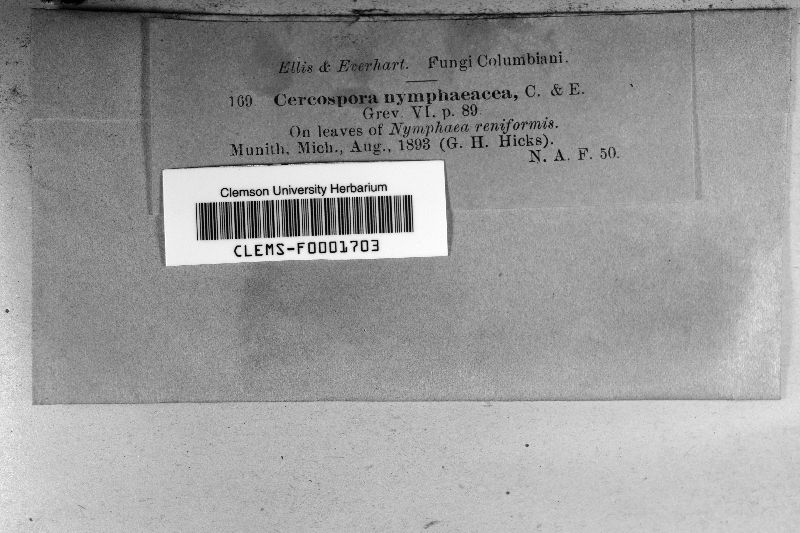 Ellis & Everhart. Fungi Columbiani.
169 Cercospora nymphaeacea, C. & E.
Grev. VI. p. 89
On leaves of Nymphaea reniformis.
Munith, Mich., Aug., 1893 (G. H. Hicks).
N. A. F. 50.
Clemson University Herbarium
CLEMS-F0001703